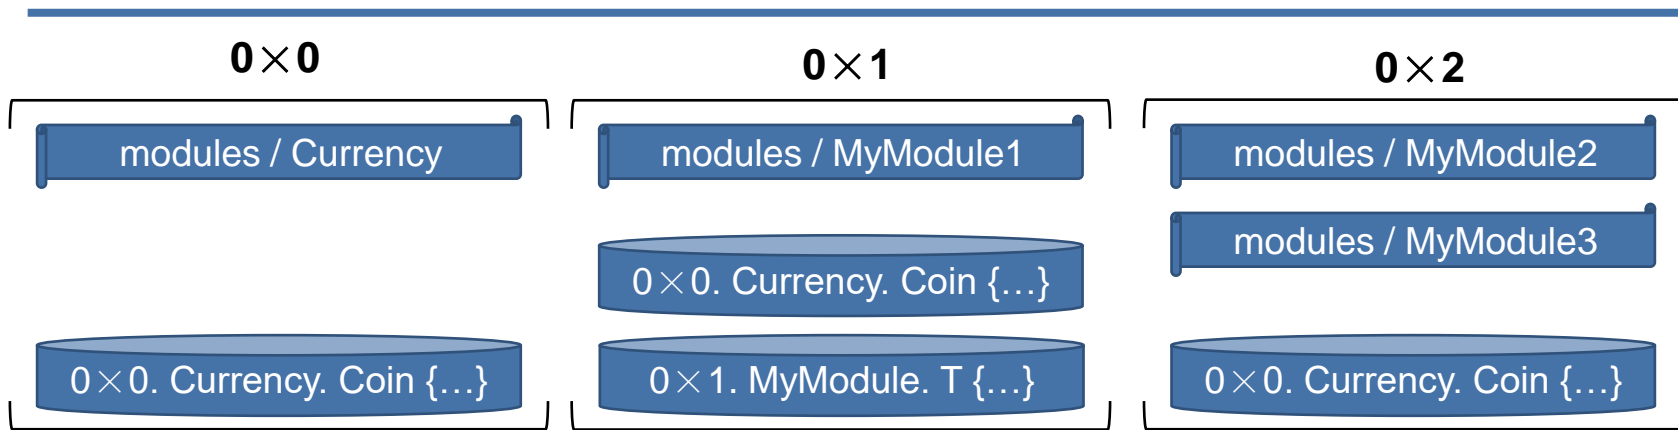 0×0
modules / Currency
0×0. Currency. Coin {…}
0×1
modules / MyModule1
0×0. Currency. Coin {…}
0×1. MyModule. T {…}
0×2
modules / MyModule2
modules / MyModule3
0×0. Currency. Coin {…}